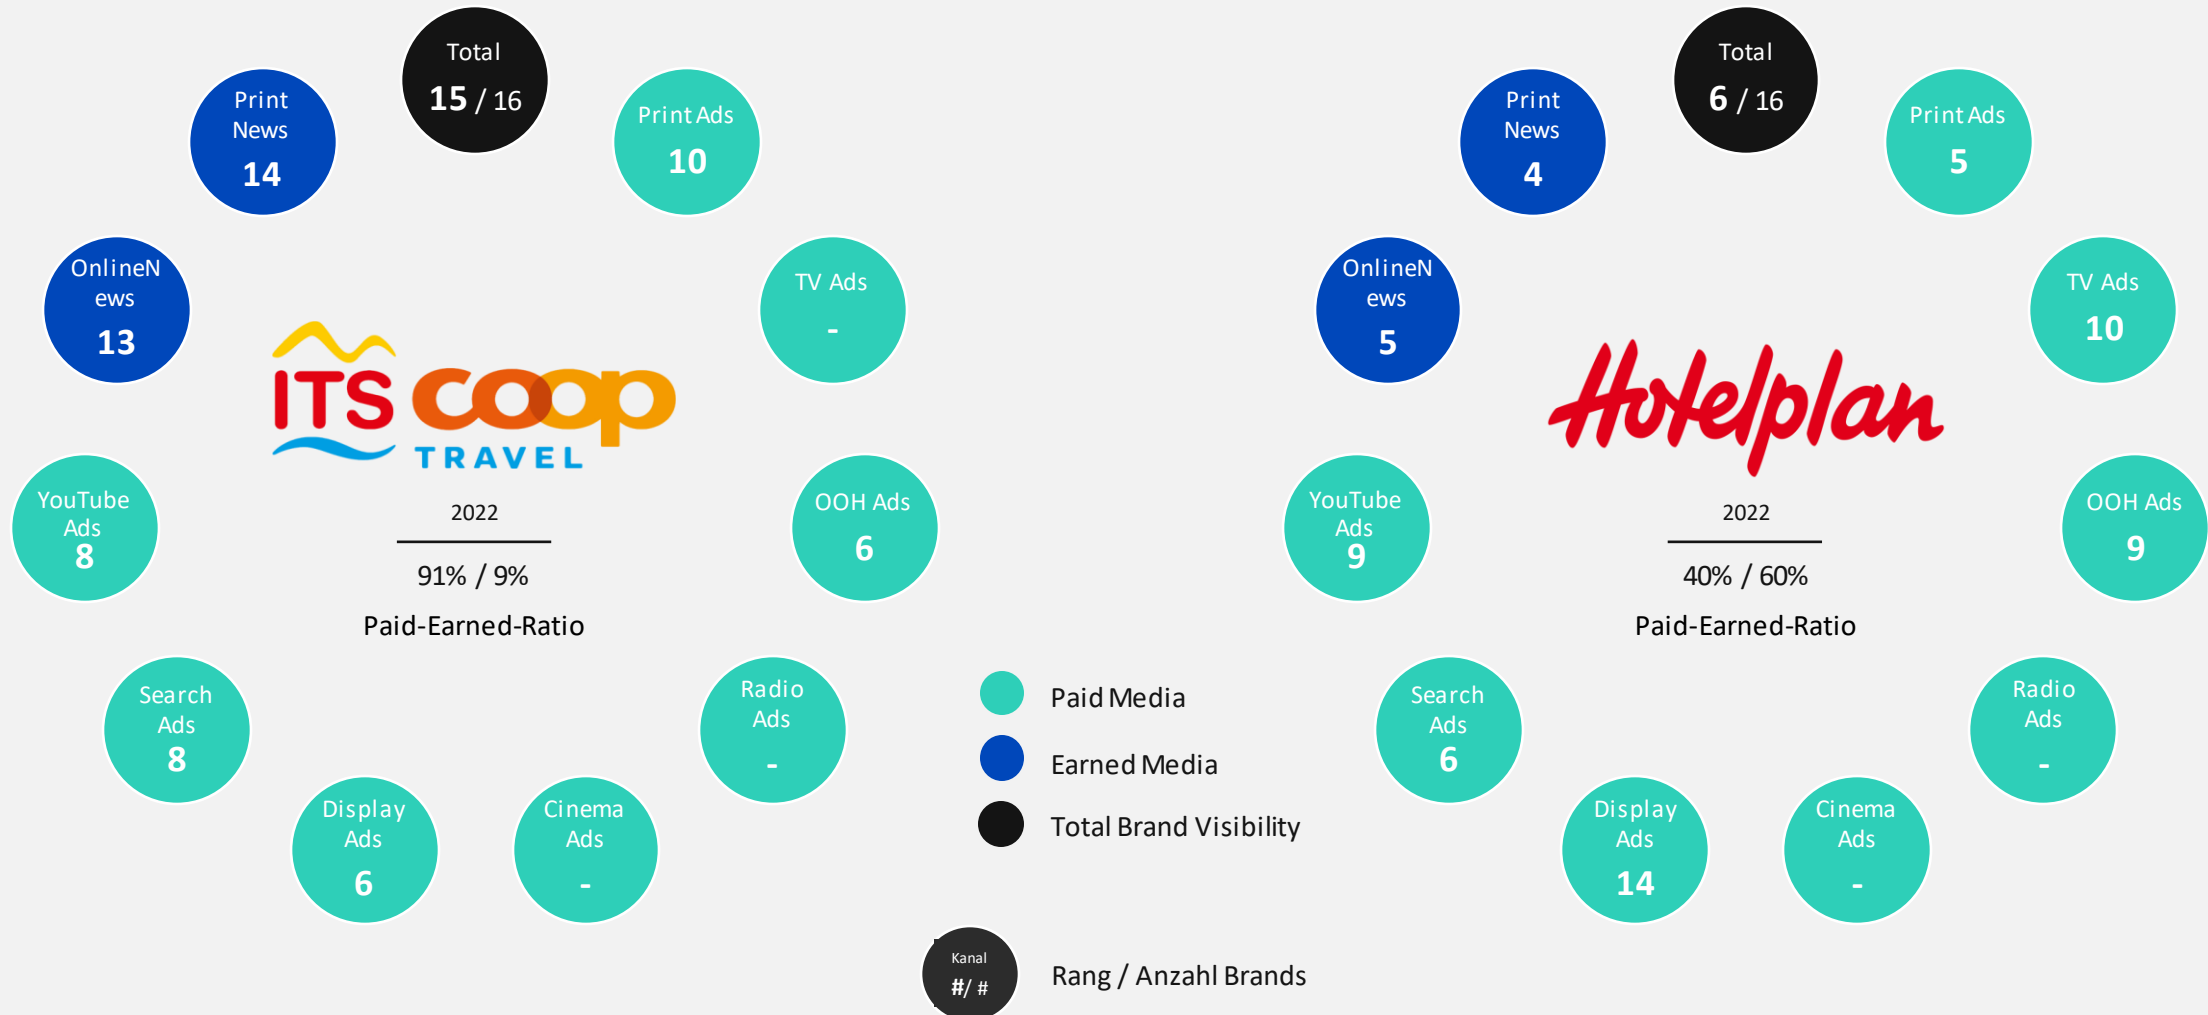 Total
15 / 16
Print Ads
10
TV Ads
-
OOH Ads
6
Radio
Ads
-
Cinema
Ads
-
Display
Ads
6
Search
Ads
8
YouTube
Ads
8
OnlineN
ews
13
Print
News
14
ITS coop
TRAVEL
2022
91% / 9%
Paid-Earned-Ratio
Total
6 / 16
Print Ads
5
TV Ads
10
OOH Ads
9
Radio
Ads
-
Cinema
Ads
-
Display
Ads
14
Search
Ads
6
YouTube
Ads
9
OnlineN
ews
5
Print
News
4
Hotelplan
2022
40% / 60%
Paid-Earned-Ratio
Paid Media
Earned Media
Total Brand Visibility
Kanal
#/ #
Rang / Anzahl Brands